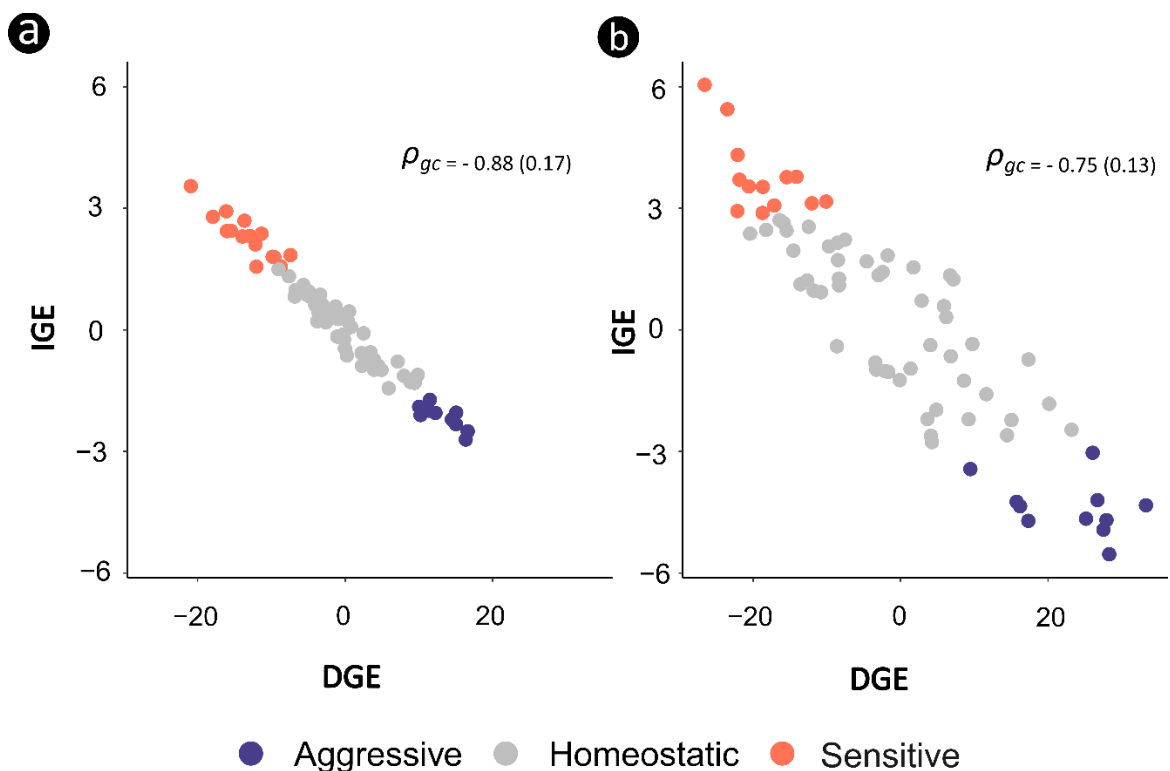 a
6
3
0
−3
−6
−20
0
20
IGE
DGE
ρgc = - 0.88 (0.17)
b
6
3
0
−3
−6
−20
0
20
IGE
DGE
ρgc = - 0.75 (0.13)
Aggressive Homeostatic Sensitive